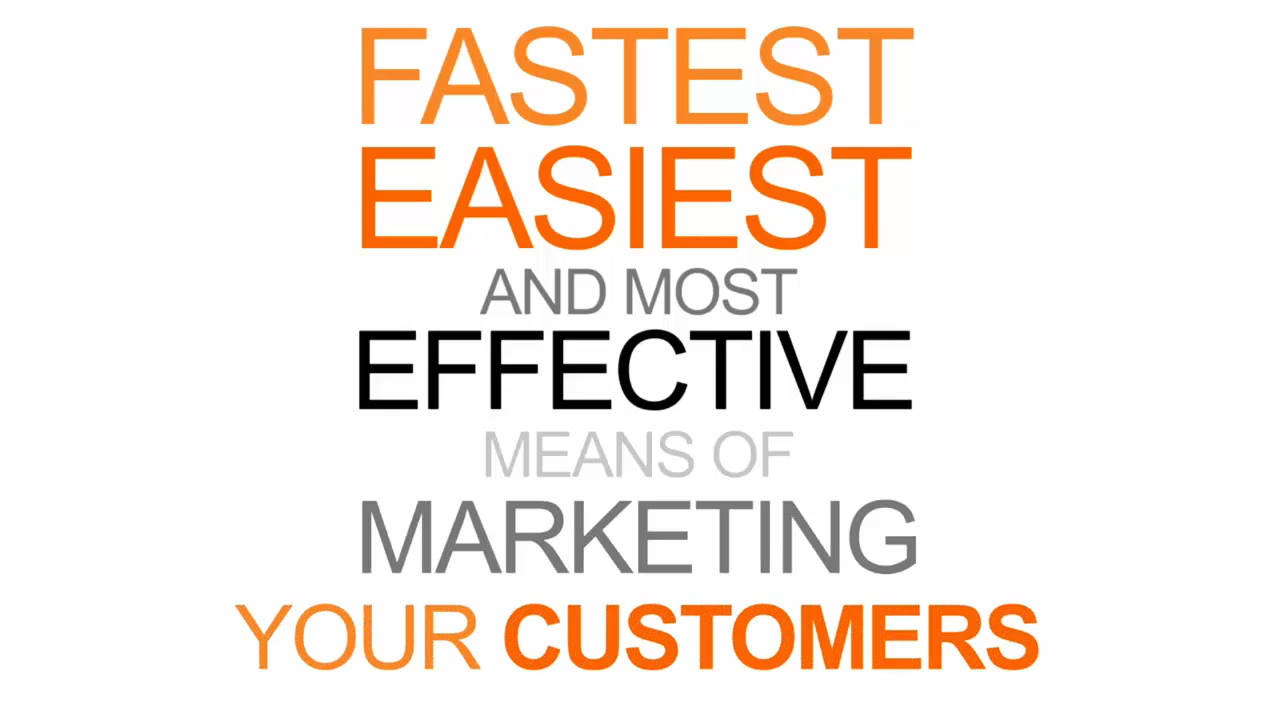 FASTEST
EASIEST
AND MOST
EFFECTIVE
MEANS OF
MARKETING
YOUR CUSTOMERS